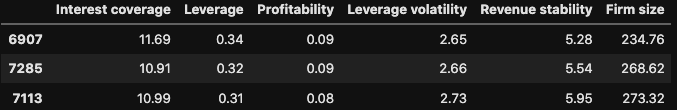 Interest coverage Leverage Profitability Leverage volatility Revenue stability Firm size
6907 11.69 0.34 0.09 2.65 5.28 234.76
7285 10.91 0.32 0.09 2.66 5.54 268.62
7113 10.99 0.31 0.08 2.73 5.95 273.32